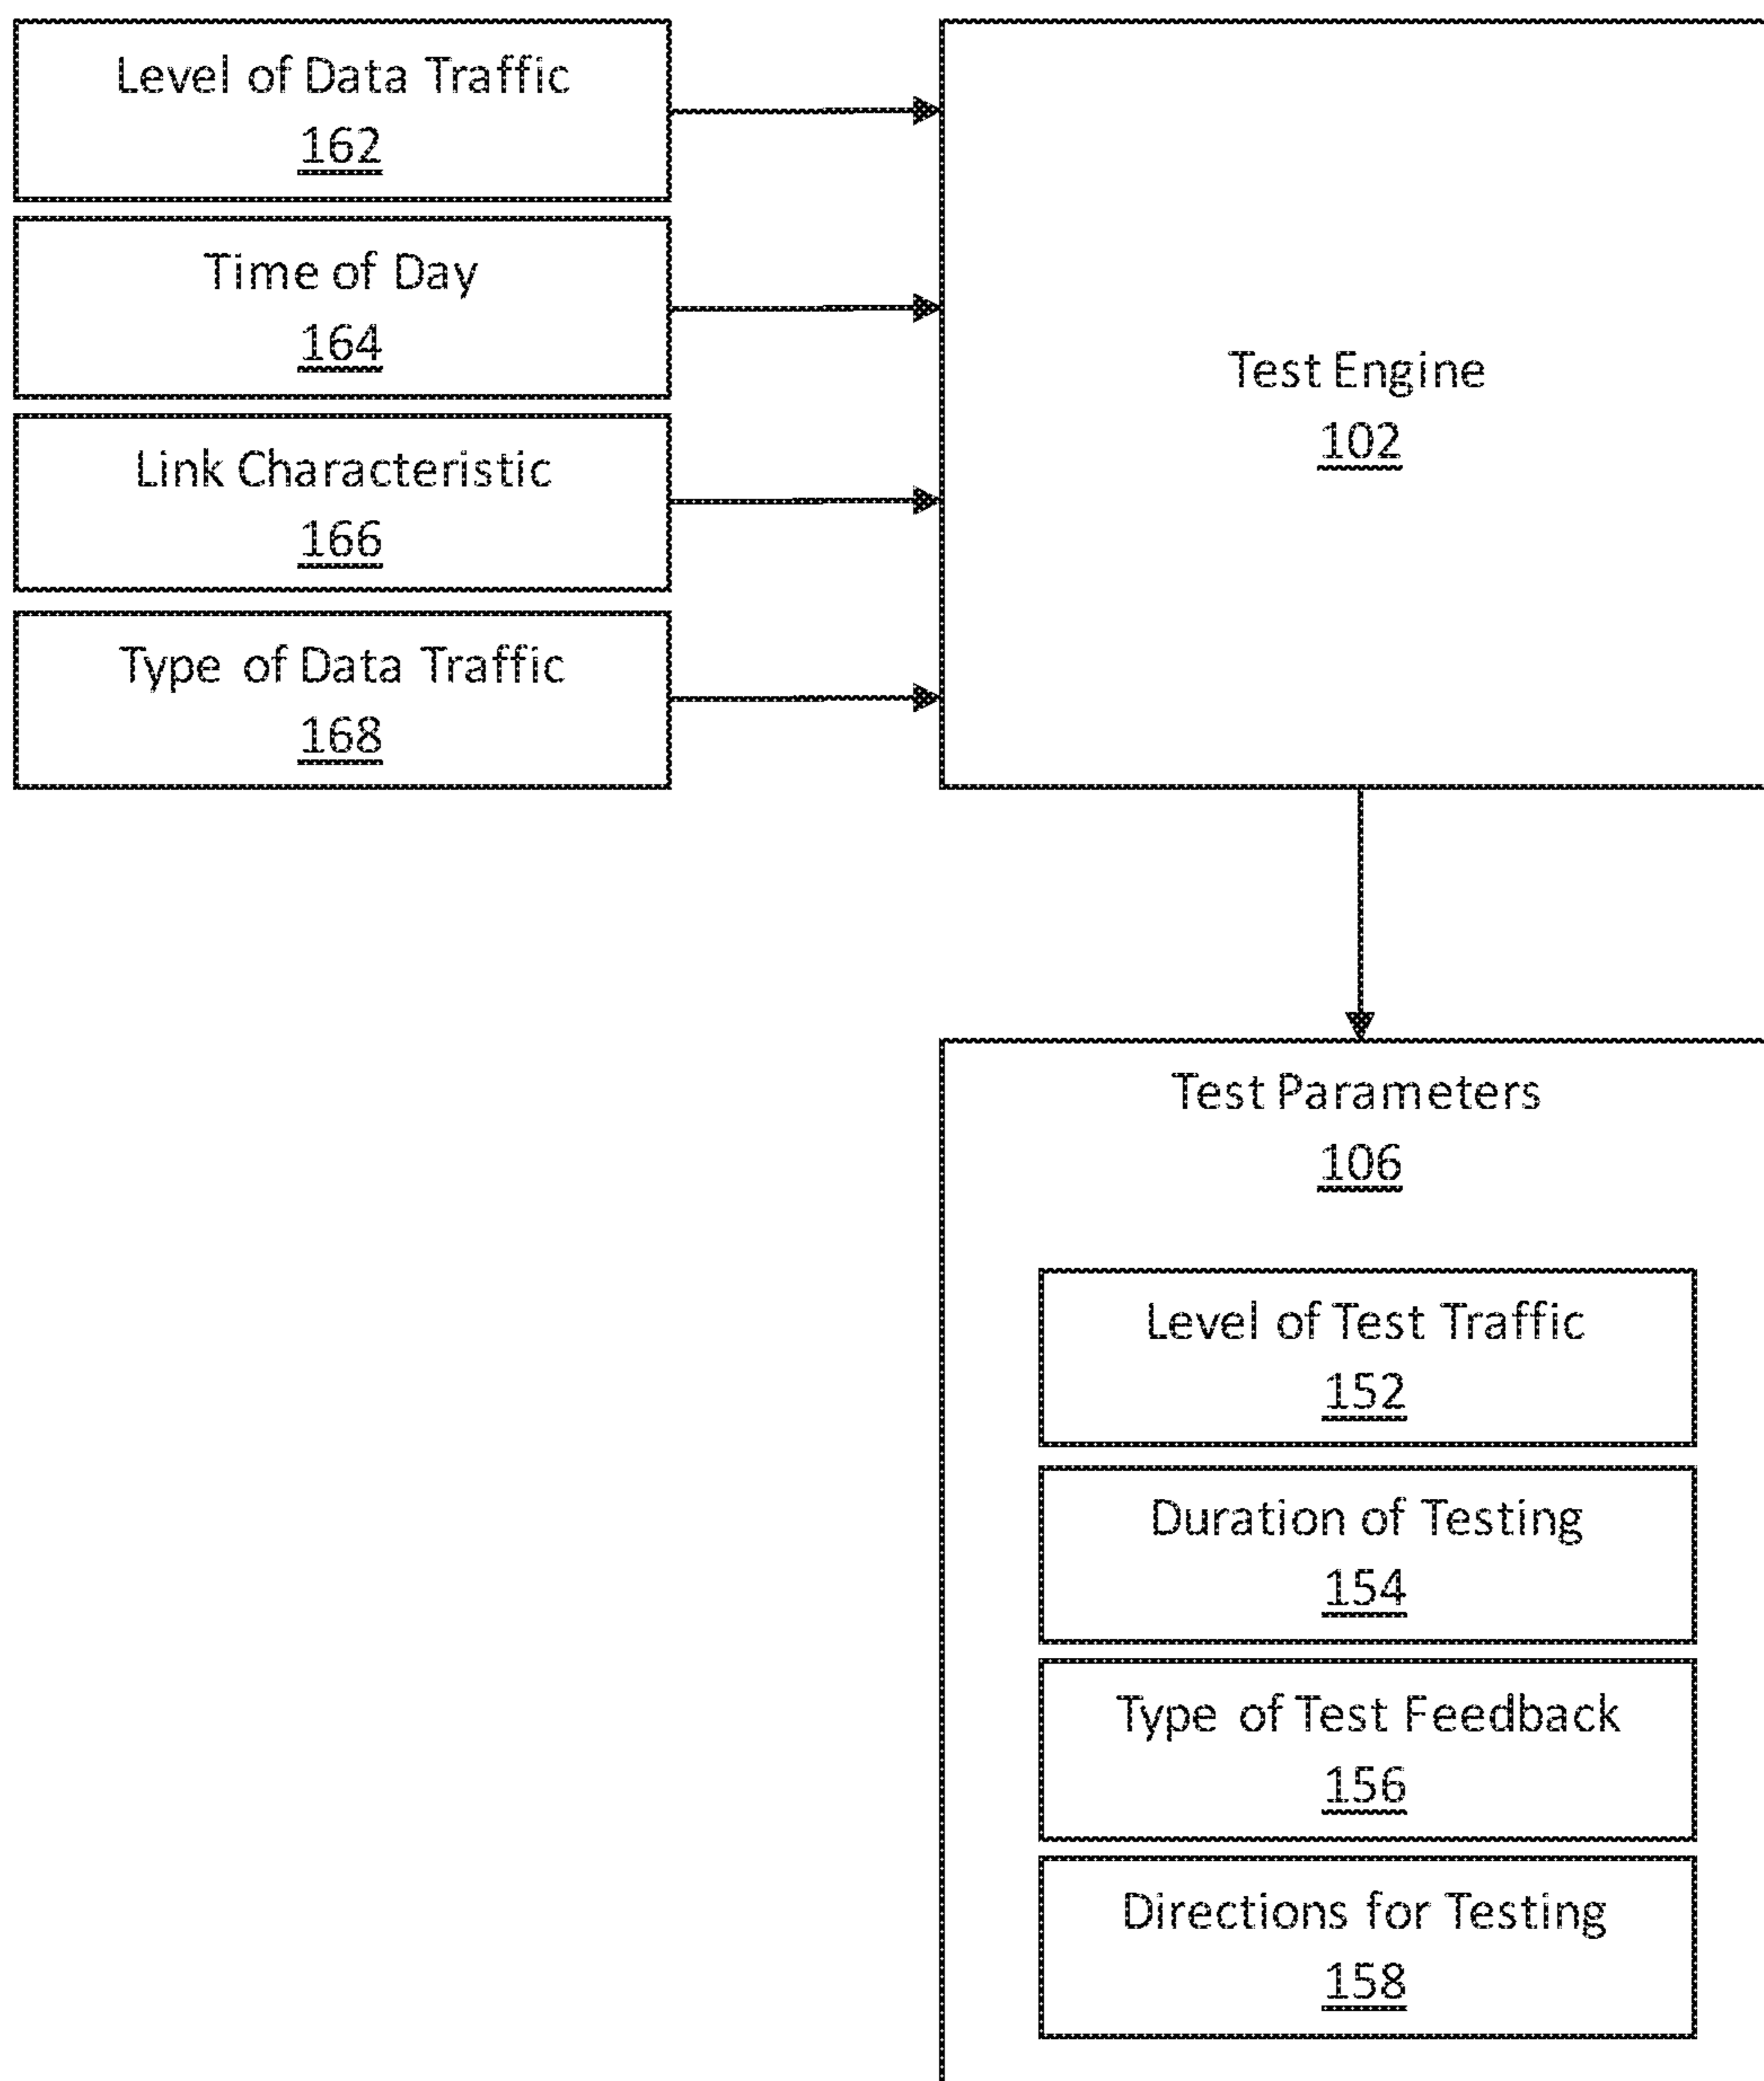 Level of Data Traffic
162
Time of Day
164
Link Characteristic
166
Type of Data Traffic
168
Test Engine
102
Test Parameters
106
Level of Test Traffic
152
Duration of Testing
154
Type of Test Feedback
156
Directions for Testing
158